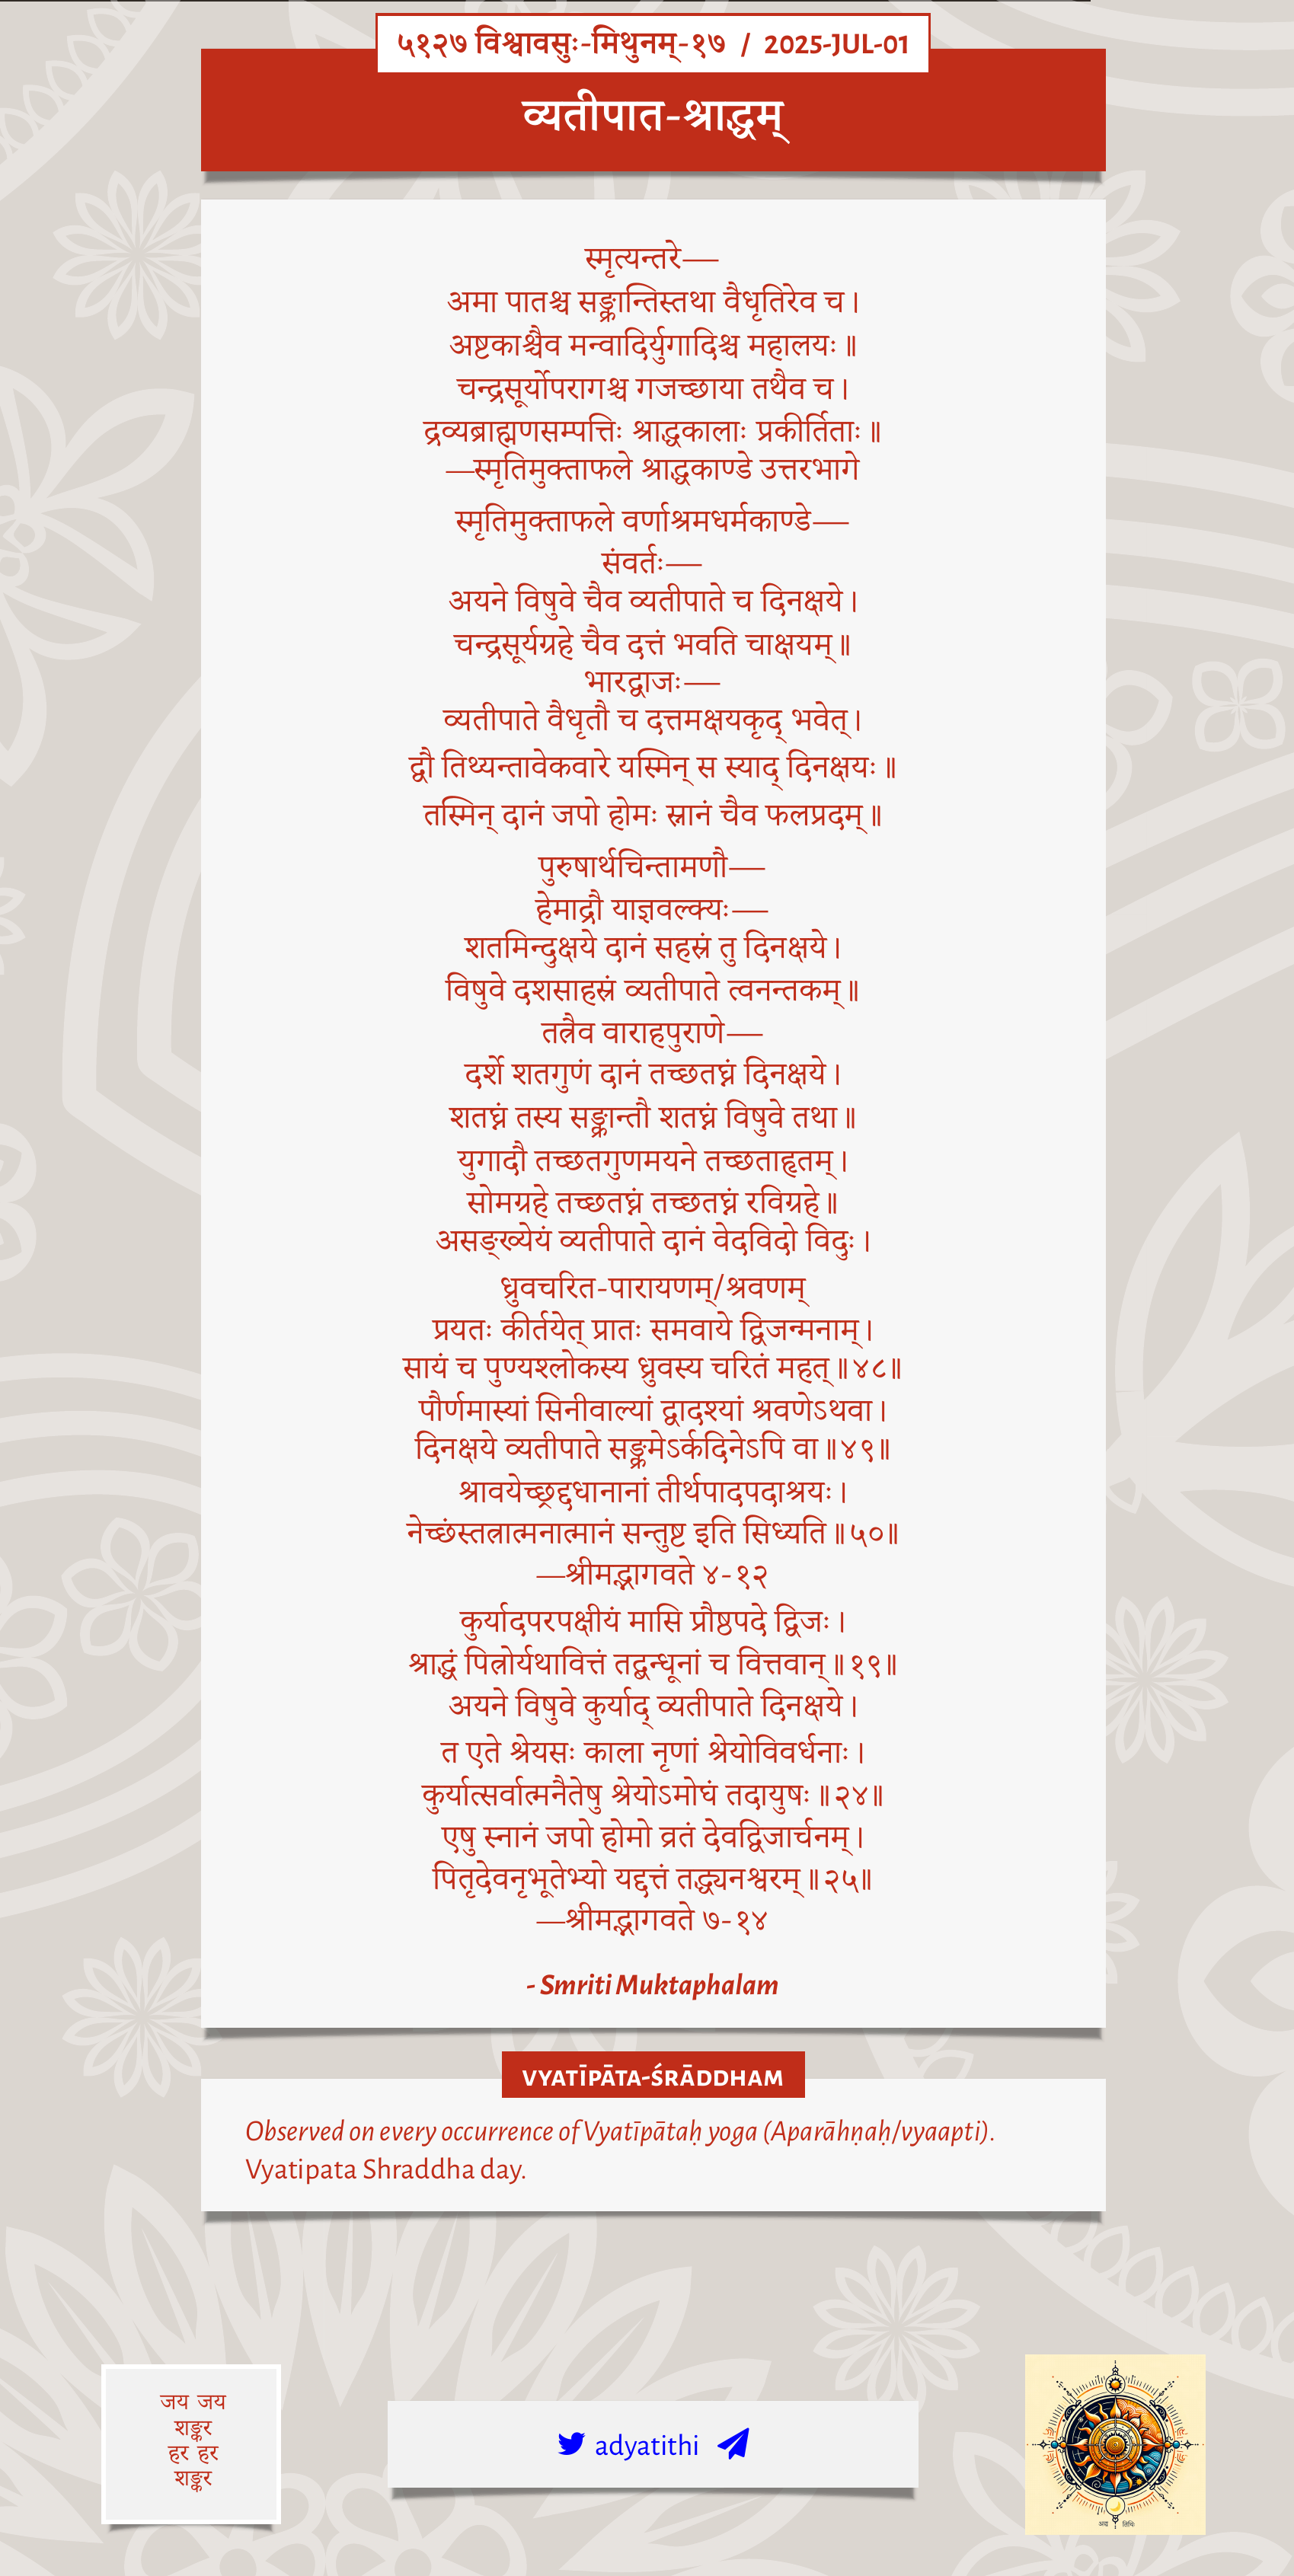 ५१२७ विश्वावसुः-मिथुनम्-१७ / 2025-JUL-01
व्यतीपात-श्राद्धम्
स्मृत्यन्तरे—
अमा पातश्च सङ्क्रान्तिस्तथा वैधृतिरेव च।
अष्टकाश्चैव मन्वादिर्युगादिश्च महालयः॥
चन्द्रसूर्योपरागश्च गजच्छाया तथैव च।
द्रव्यब्राह्मणसम्पत्तिः श्राद्धकालाः प्रकीर्तिताः॥
—स्मृतिमुक्ताफले श्राद्धकाण्डे उत्तरभागे
स्मृतिमुक्ताफले वर्णाश्रमधर्मकाण्डे—
संवर्तः—
अयने विषुवे चैव व्यतीपाते च दिनक्षये।
चन्द्रसूर्यग्रहे चैव दत्तं भवति चाक्षयम्॥
भारद्वाजः—
व्यतीपाते वैधृतौ च दत्तमक्षयकृद् भवेत्।
द्वौ तिथ्यन्तावेकवारे यस्मिन् स स्याद् दिनक्षयः॥
तस्मिन् दानं जपो होमः स्नानं चैव फलप्रदम्॥
पुरुषार्थचिन्तामणौ—
हेमाद्रौ याज्ञवल्क्यः—
शतमिन्दुक्षये दानं सहस्रं तु दिनक्षये।
विषुवे दशसाहस्रं व्यतीपाते त्वनन्तकम्॥
तत्रैव वाराहपुराणे—
दर्शे शतगुणं दानं तच्छतघ्नं दिनक्षये।
शतघ्नं तस्य सङ्क्रान्तौ शतघ्नं विषुवे तथा॥
युगादौ तच्छतगुणमयने तच्छताहृतम्।
सोमग्रहे तच्छतघ्नं तच्छतघ्नं रविग्रहे॥
असङ्ख्येयं व्यतीपाते दानं वेदविदो विदुः।
ध्रुवचरित-पारायणम्/श्रवणम्
प्रयतः कीर्तयेत् प्रातः समवाये द्विजन्मनाम्।
सायं च पुण्यश्लोकस्य ध्रुवस्य चरितं महत्॥४८॥
पौर्णमास्यां सिनीवाल्यां द्वादश्यां श्रवणेऽथवा।
दिनक्षये व्यतीपाते सङ्क्रमेऽर्कदिनेऽपि वा॥४९॥
श्रावयेच्छ्रद्दधानानां तीर्थपादपदाश्रयः।
नेच्छंस्तत्रात्मनात्मानं सन्तुष्ट इति सिध्यति॥५०॥
—श्रीमद्भागवते ४-१२
कुर्यादपरपक्षीयं मासि प्रौष्ठपदे द्विजः।
श्राद्धं पित्रोर्यथावित्तं तद्बन्धूनां च वित्तवान्॥१९॥
अयने विषुवे कुर्याद् व्यतीपाते दिनक्षये।
त एते श्रेयसः काला नृणां श्रेयोविवर्धनाः।
कुर्यात्सर्वात्मनैतेषु श्रेयोऽमोघं तदायुषः॥२४॥
एषु स्नानं जपो होमो व्रतं देवद्विजार्चनम्।
पितृदेवनृभूतेभ्यो यद्दत्तं तद्ध्यनश्वरम्॥२५॥
—श्रीमद्भागवते ७-१४
- Smriti Muktaphalam
VYATĪPĀTA-ŚRĀDDHAM
Observed on every occurrence of Vyatīpātaḥ yoga (Aparāhṇaḥ/vyaapti).
Vyatipata Shraddha day.
जय जय
शङ्कर
हर हर
शङ्कर
adyatithi
अद्य तिथिः